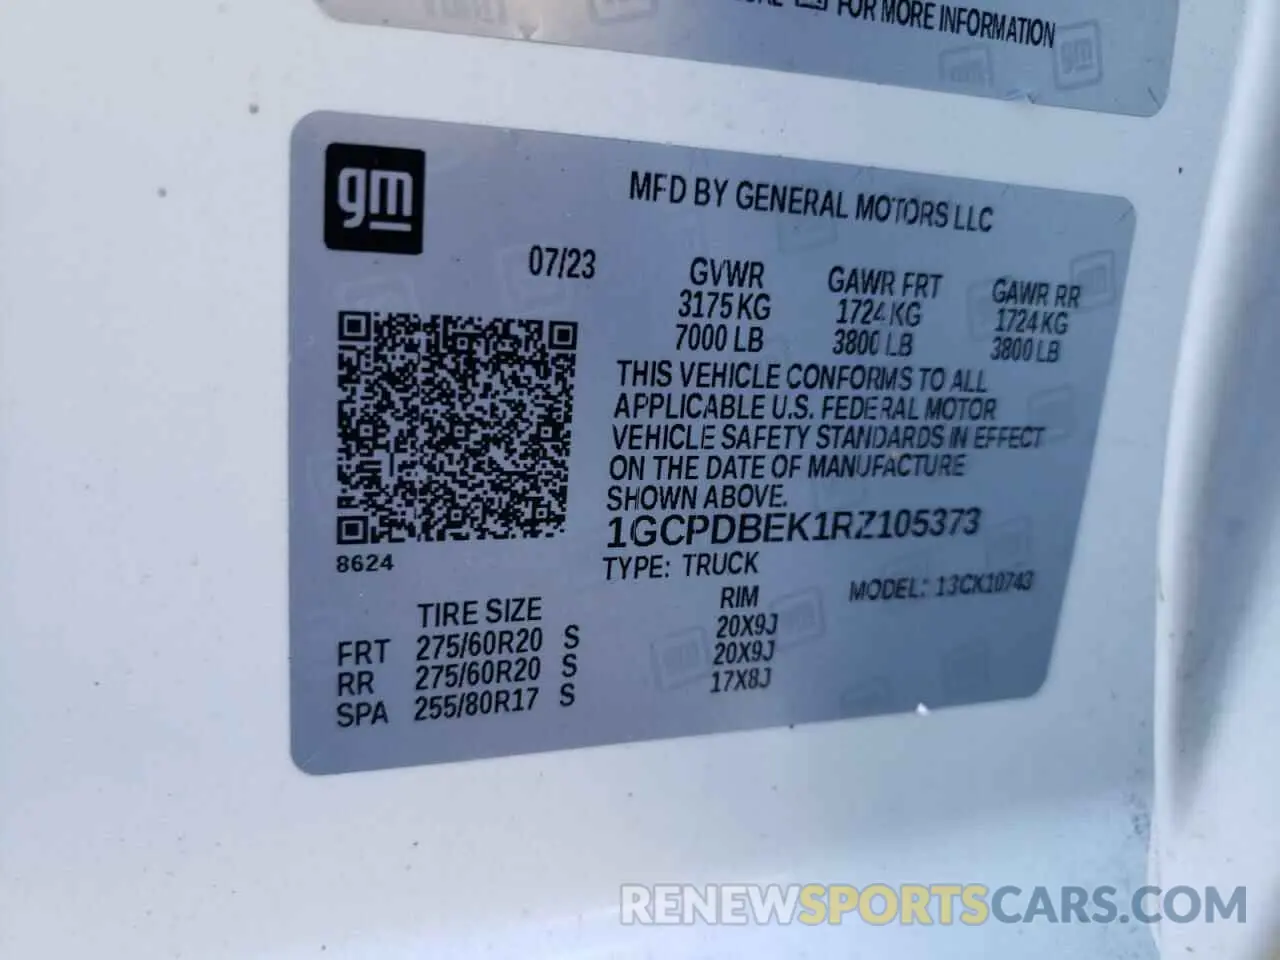 FOR MORE INFORMATION
gm
gm
MFD BY GENERAL MOTORS LLC
07/23
GVWR
3175 KG
7000 LB
GAWR FRT
1724 KG
3800 LB
GAWR RR
1724 KG
3800 LB
THIS VEHICLE CONFORMS TO ALL
APPLICABLE U.S. FEDERAL MOTOR
VEHICLE SAFETY STANDARDS IN EFFECT
ON THE DATE OF MANUFACTURE
SHOWN ABOVE.
1GCPDBEK1RZ105373
TYPE: TRUCK
MODEL: 13CK10743
8624
TIRE SIZE RIM
FRT 275/60R20 S 20X9J
RR 275/60R20 S 20X9J
SPA 255/80R17 S 17X8J
RENEWSPORTSCARS.COM